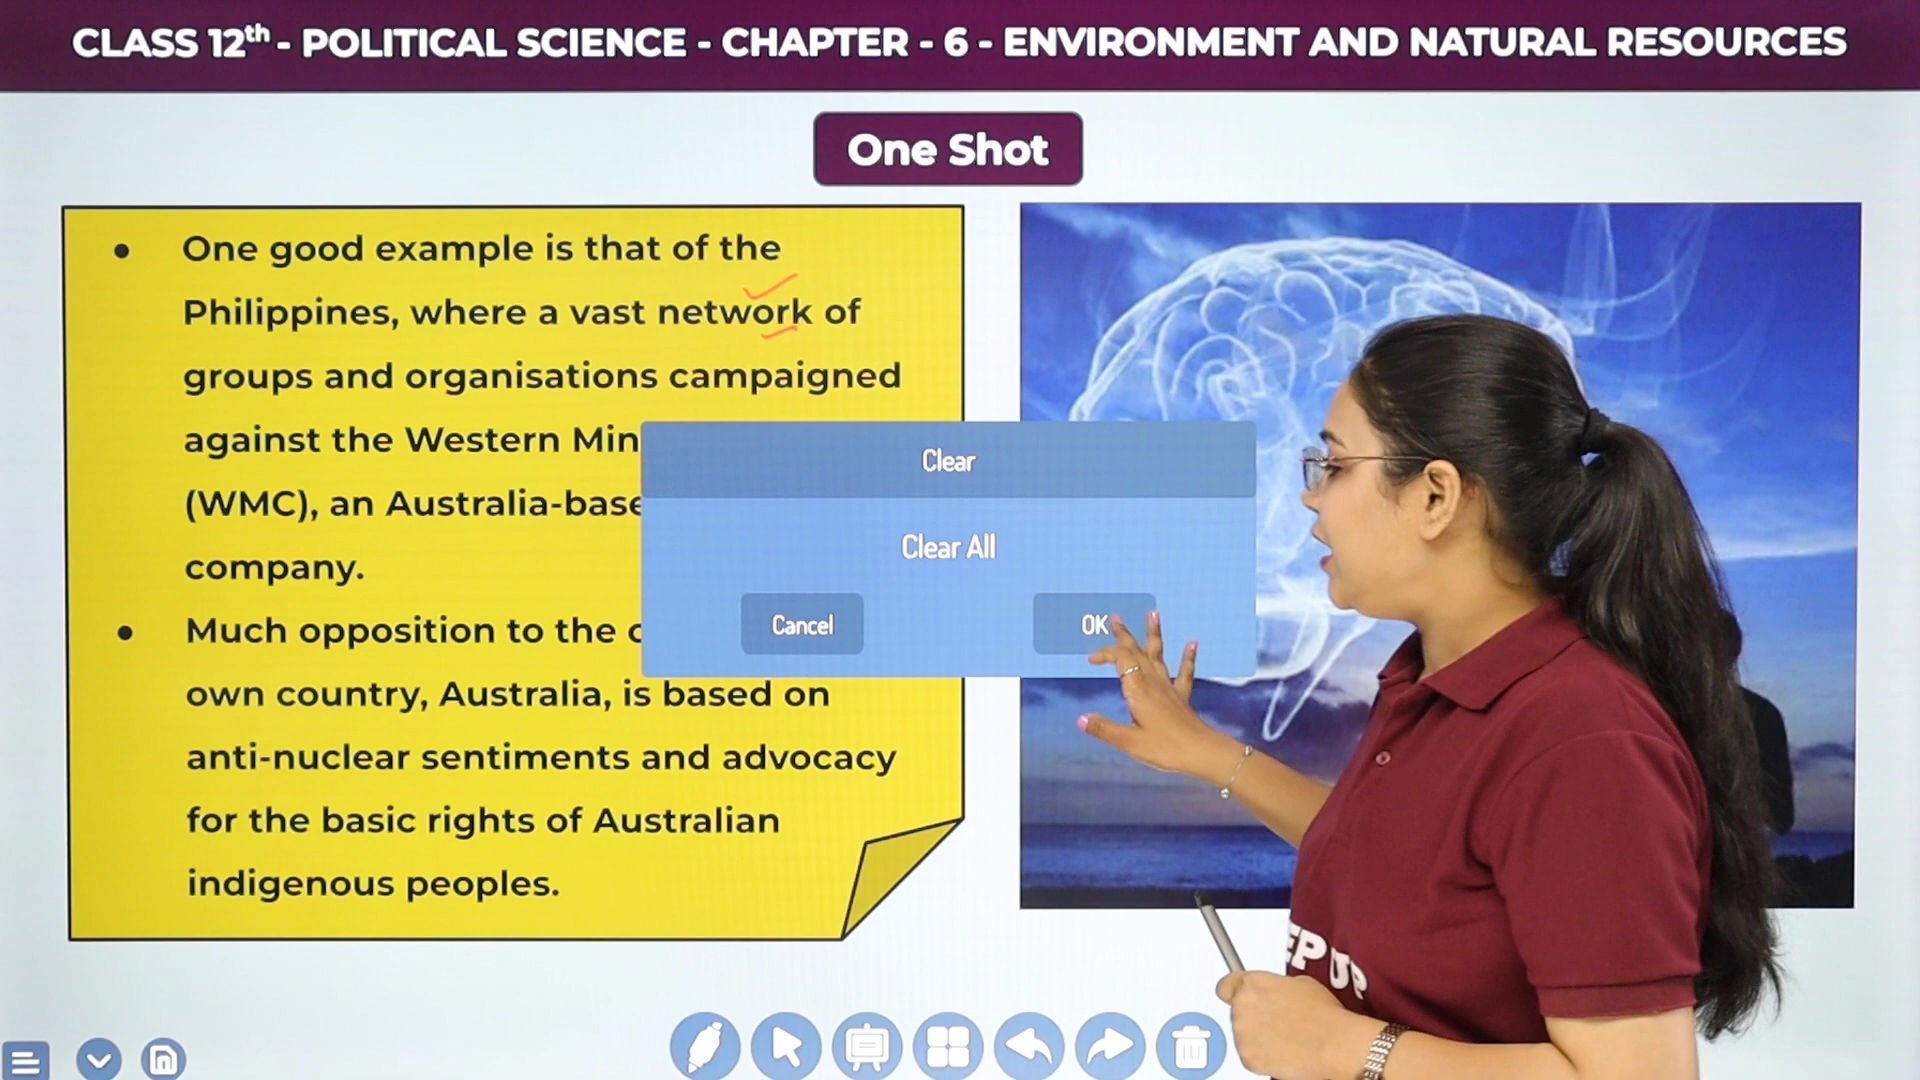 CLASS 12th - POLITICAL SCIENCE - CHAPTER - 6 - ENVIRONMENT AND NATURAL RESOURCES
One Shot
• One good example is that of the
Philippines, where a vast network of
groups and organisations campaigned
against the Western Min
(WMC), an Australia-base
company.
• Much opposition to the c
own country, Australia, is based on
anti-nuclear sentiments and advocacy
for the basic rights of Australian
indigenous peoples.
Clear
Clear All
Cancel OK
EP UP